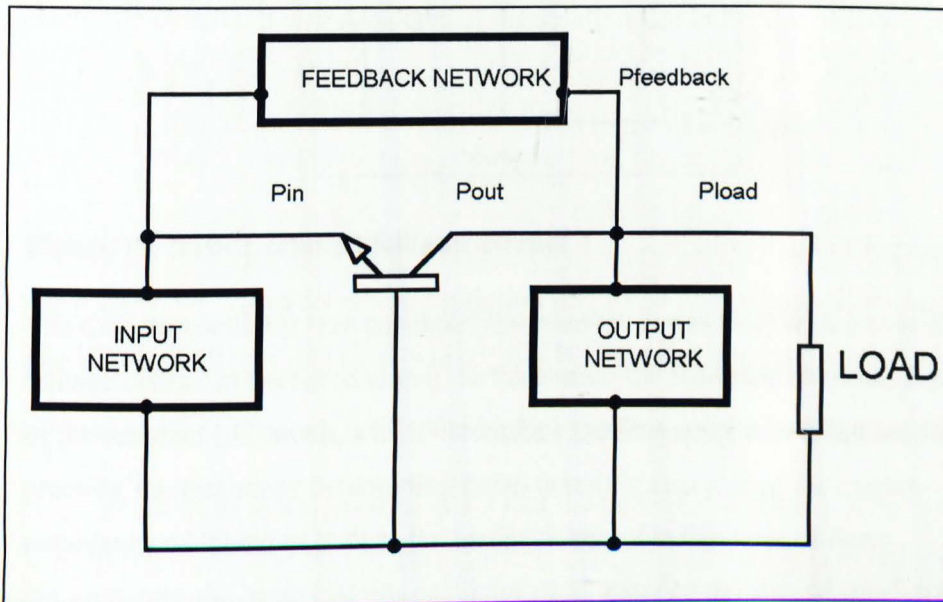 FEEDBACK NETWORK
Pfeedback
Pin
Pout
Pload
INPUT
NETWORK
OUTPUT
NETWORK
LOAD